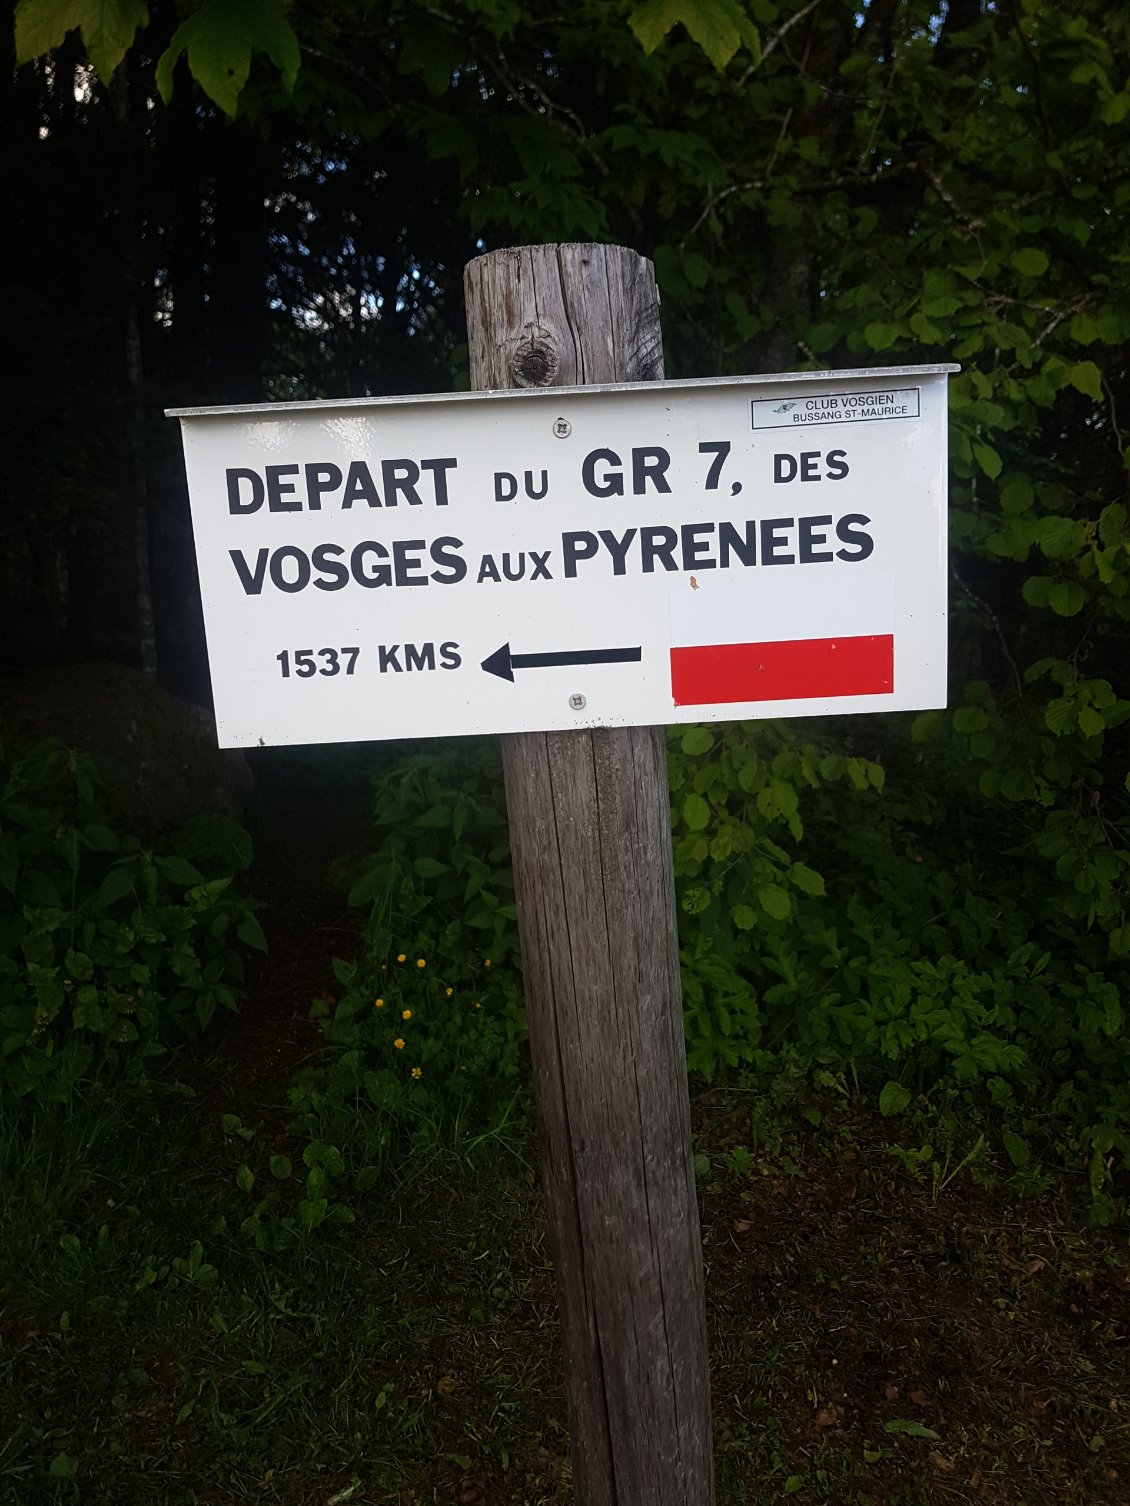 CLUB VOSGIEN
BUSSANG ST-MAURICE
DEPART DU GR 7, DES
VOSGES AUX PYRENEES
1537 KMS